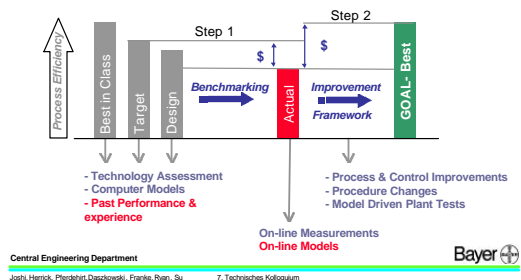 Step 2
Step 1
$
$
Process Efficiency
Best in Class
Target
Design
Benchmarking
Actual
Improvement
Framework
GOAL- Best
- Technology Assessment
- Computer Models
- Past Performance &
experience
- Process & Control Improvements
- Procedure Changes
- Model Driven Plant Tests
On-line Measurements
On-line Models
Central Engineering Department
Bayer
Joshi, Herrick, Pferdehirt, Daszkowski, Franke, Ryan, Su
7. Technisches Kolloquium